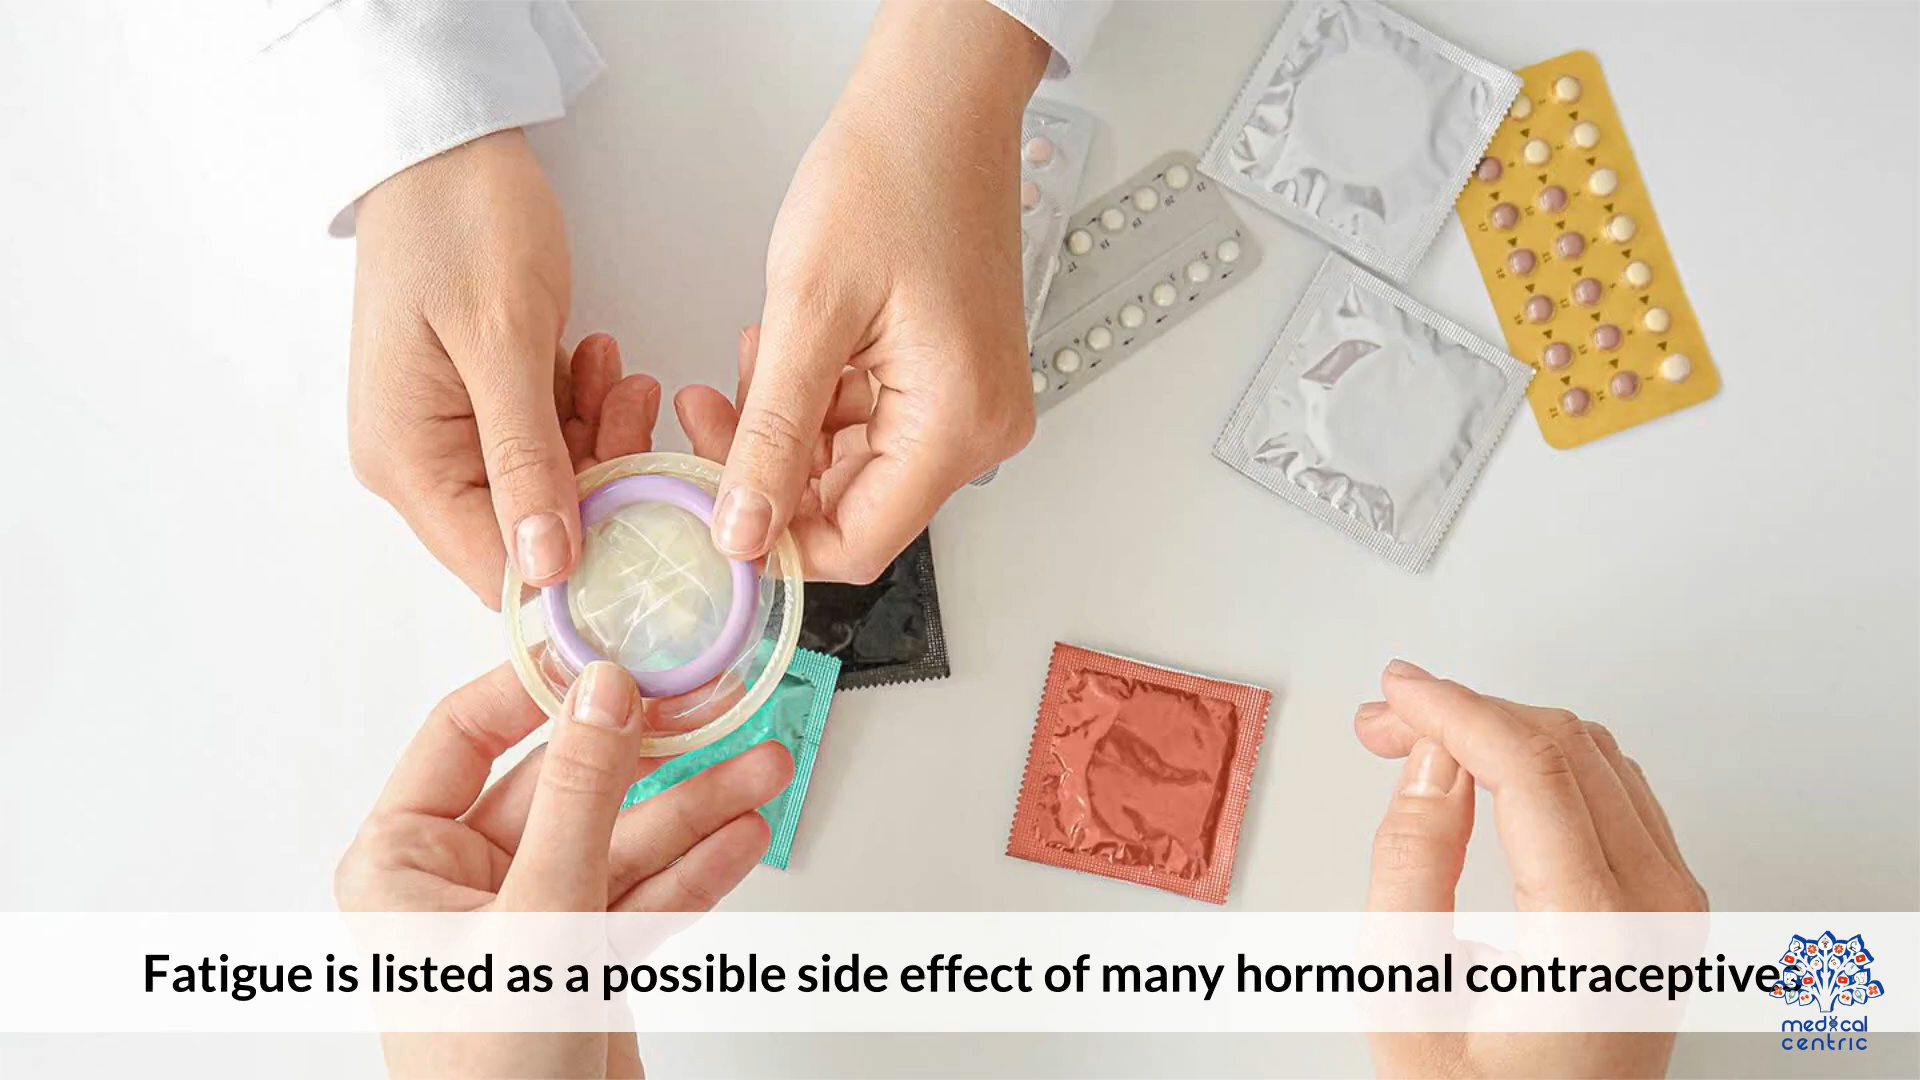 Fatigue is listed as a possible side effect of many hormonal contraceptives
medical
centric